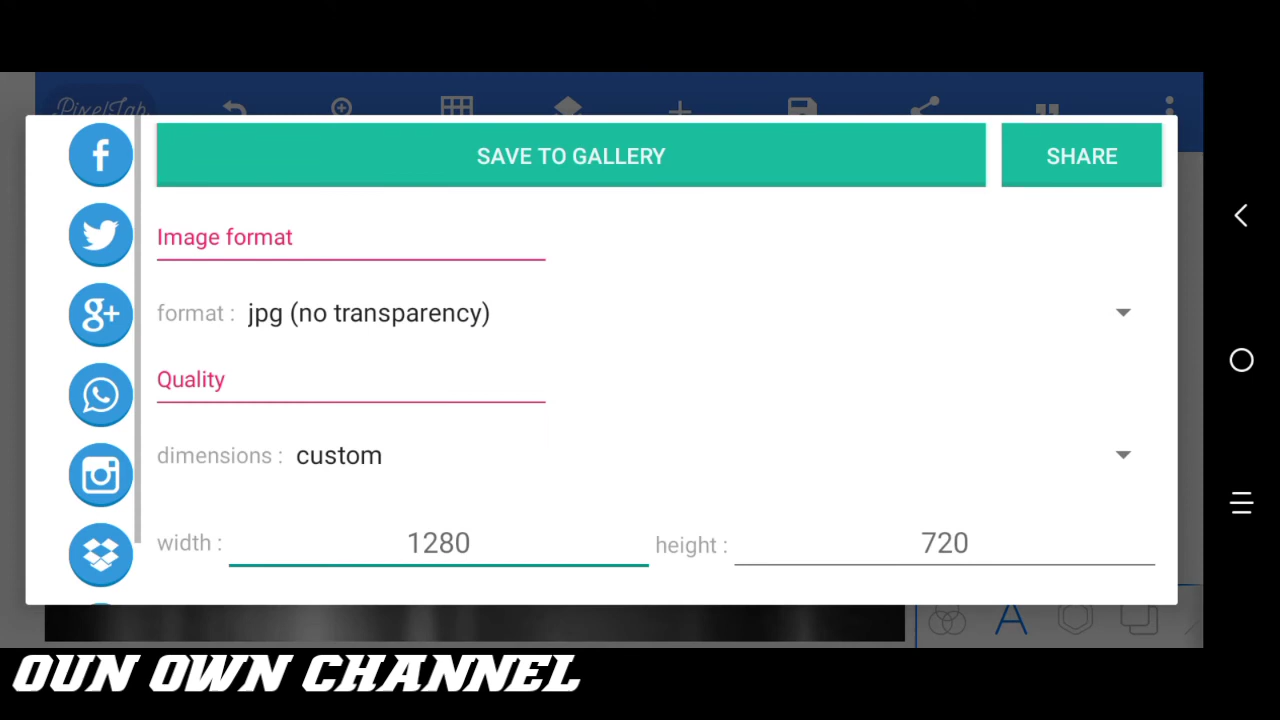 PixelLab
f SAVE TO GALLERY SHARE
Image format
g+ format : jpg (no transparency)
Quality
dimensions : custom
width : 1280 height : 720
A
OUN OWN CHANNEL